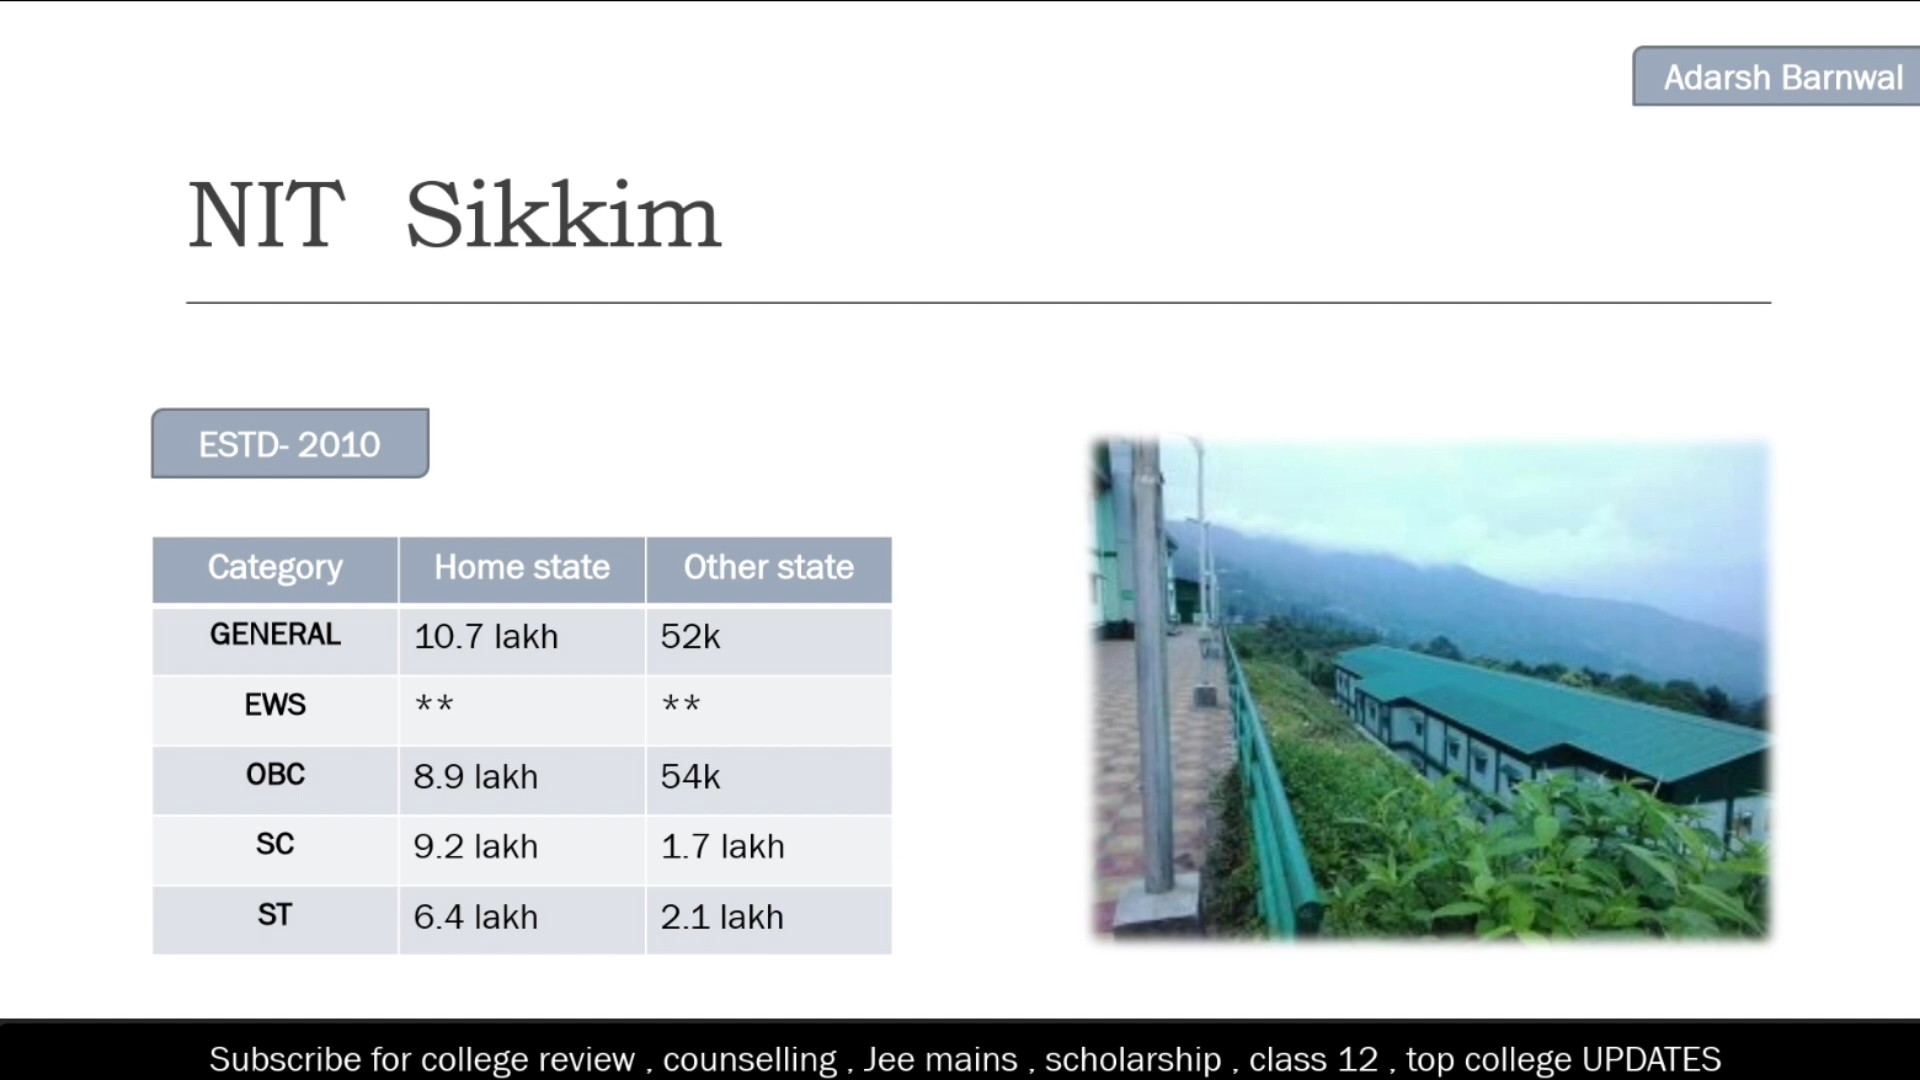 Adarsh Barnwal
NIT Sikkim
ESTD- 2010
Category Home state Other state
GENERAL 10.7 lakh 52k
EWS ** **
OBC 8.9 lakh 54k
SC 9.2 lakh 1.7 lakh
ST 6.4 lakh 2.1 lakh
Subscribe for college review , counselling , Jee mains , scholarship , class 12 , top college UPDATES